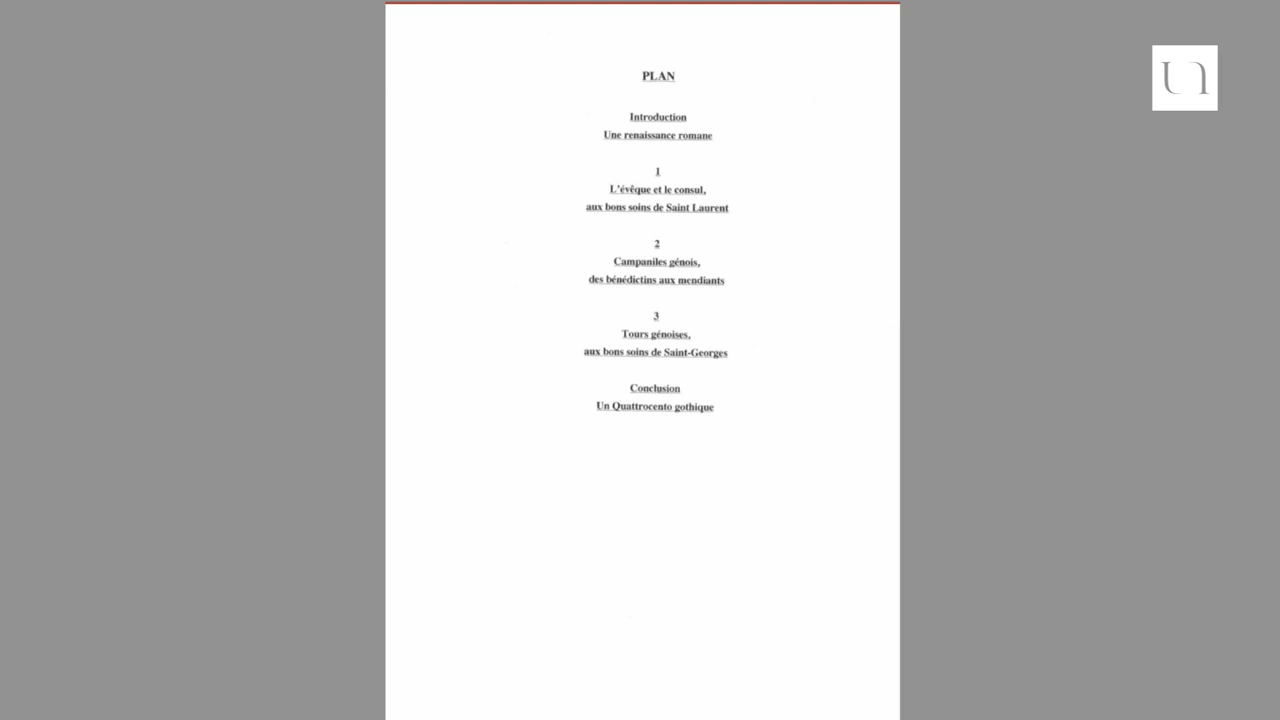 PLAN
Introduction
Une renaissance romane
1
L'évêque et le consul,
aux bons soins de Saint Laurent
2
Campaniles génois,
des bénédictins aux mendiants
3
Tours génoises,
aux bons soins de Saint-Georges
Conclusion
Un Quattrocento gothique